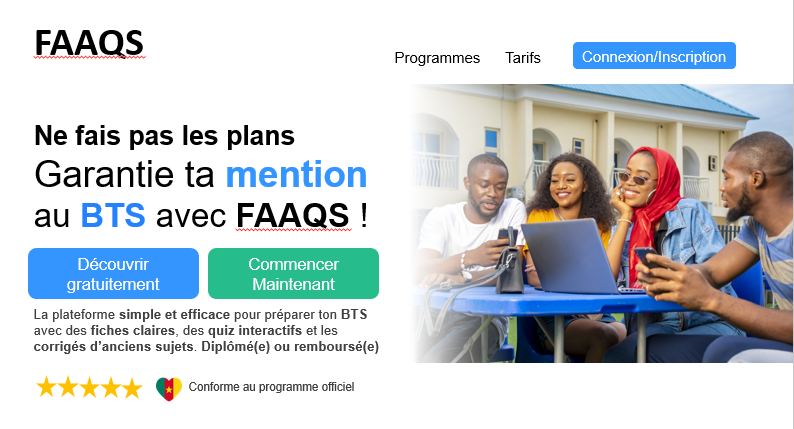 FAAQS
Programmes
Tarifs
Connexion/Inscription
Ne fais pas les plans
Garantie ta mention
au BTS avec FAAQS !
Découvrir
gratuitement
Commencer
Maintenant
La plateforme simple et efficace pour préparer ton BTS
avec des fiches claires, des quiz interactifs et les
corrigés d’anciens sujets. Diplômé(e) ou remboursé(e)
Conforme au programme officiel